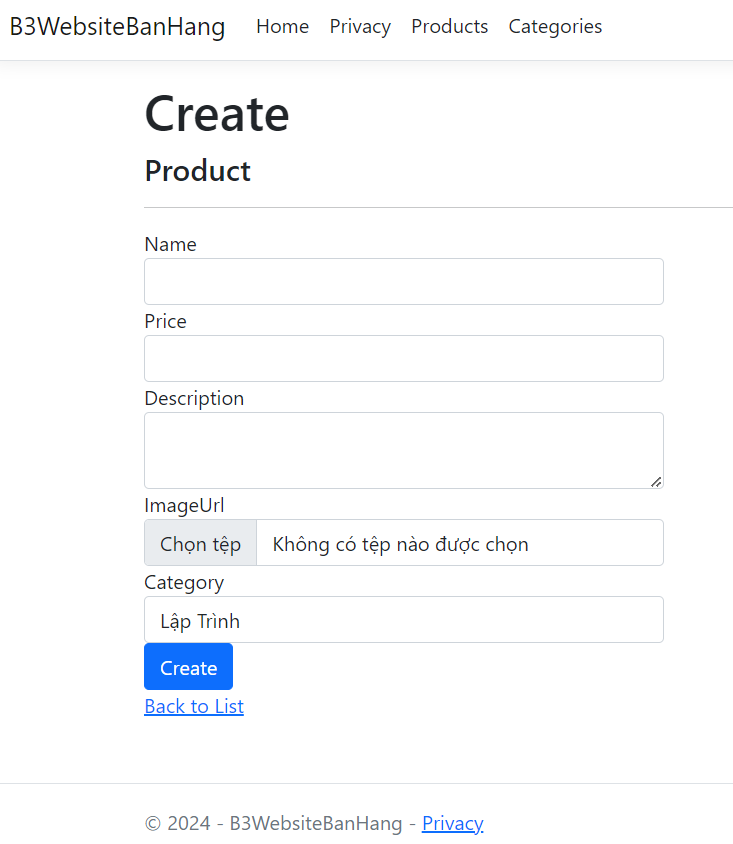 B3WebsiteBanHang Home Privacy Products Categories
Create
Product
Name
Price
Description
ImageUrl
Chọn tệp Không có tệp nào được chọn
Category
Lập Trình
Create
Back to List
© 2024 - B3WebsiteBanHang - Privacy